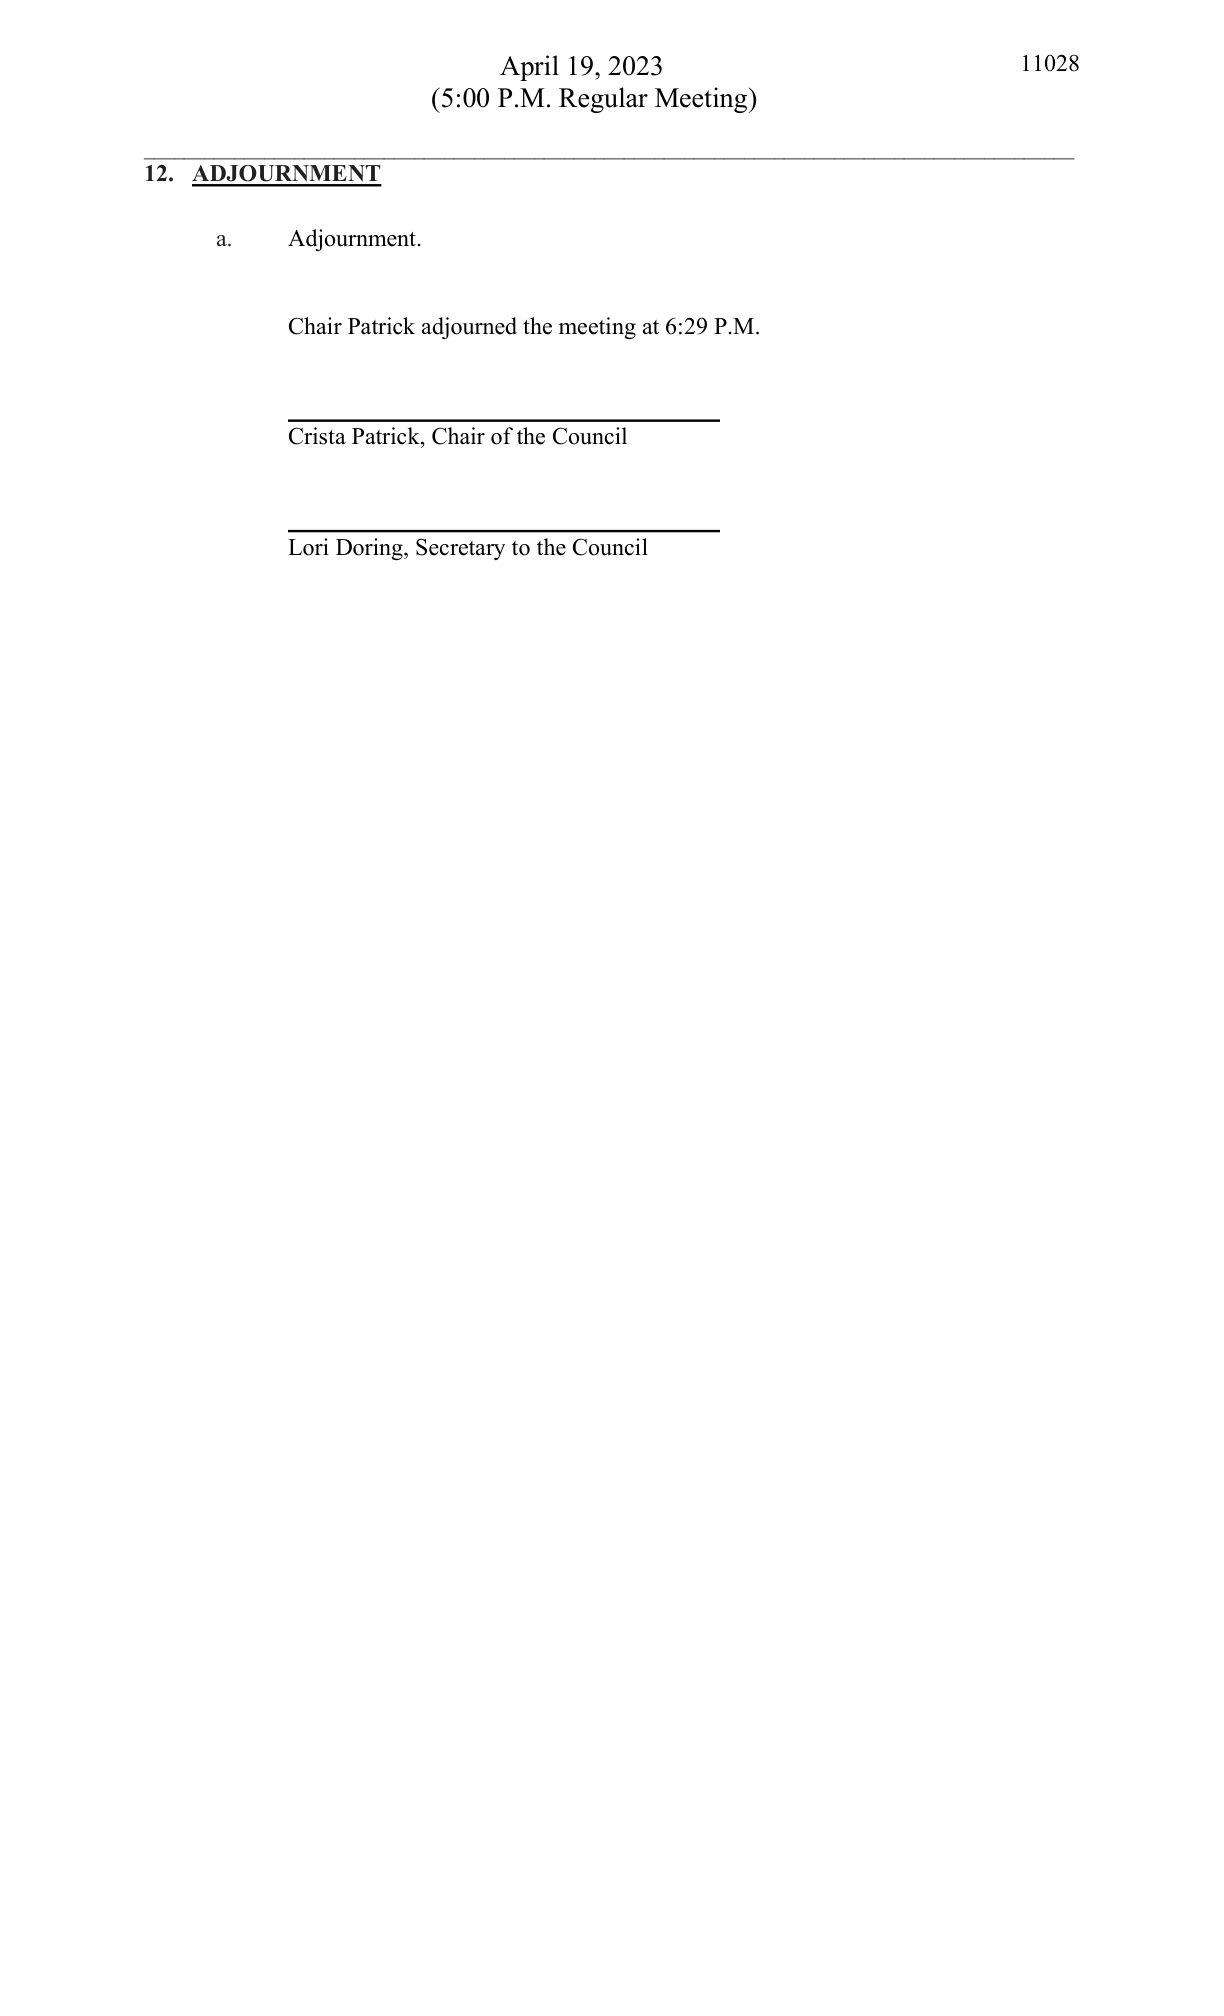 April 19, 2023
11028
(5:00 P.M. Regular Meeting)
12. ADJOURNMENT
a. Adjournment.
Chair Patrick adjourned the meeting at 6:29 P.M.
Crista Patrick, Chair of the Council
Lori Doring, Secretary to the Council